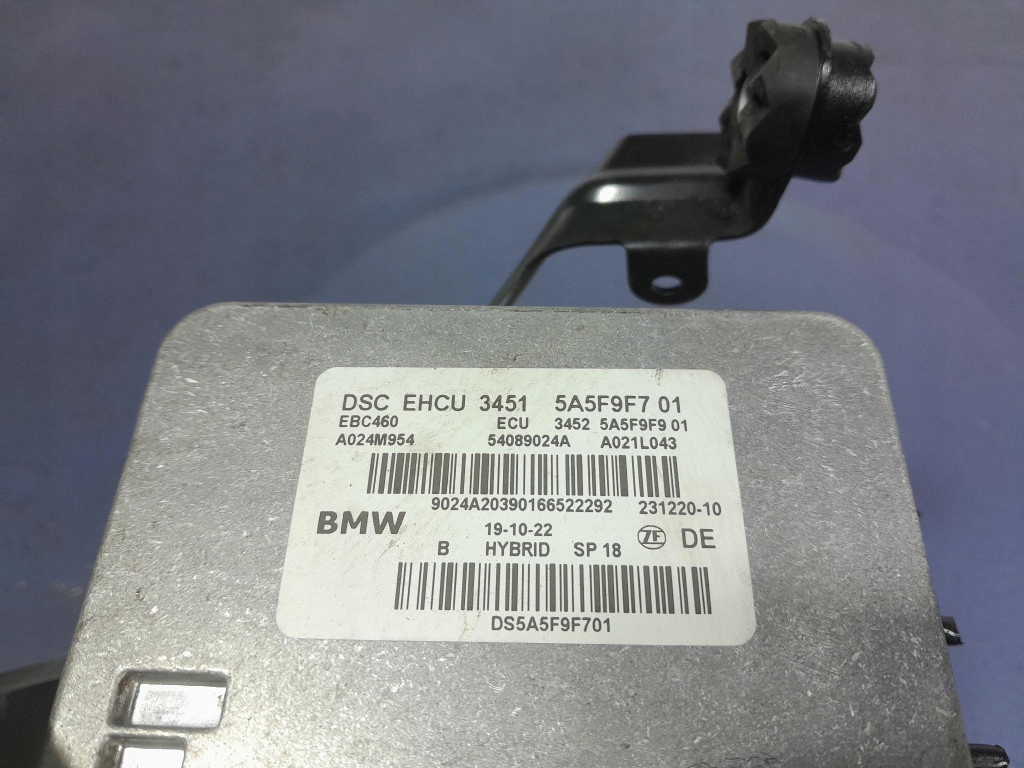 DSC EHCU 3451 5A5F9F7 01
EBC460 ECU 3452 5A5F9F9 01
A024M954 54089024A A021L043
9024A20390166522292 231220-10
BMW 19-10-22 ZF DE
B HYBRID SP 18
DS5A5F9F701